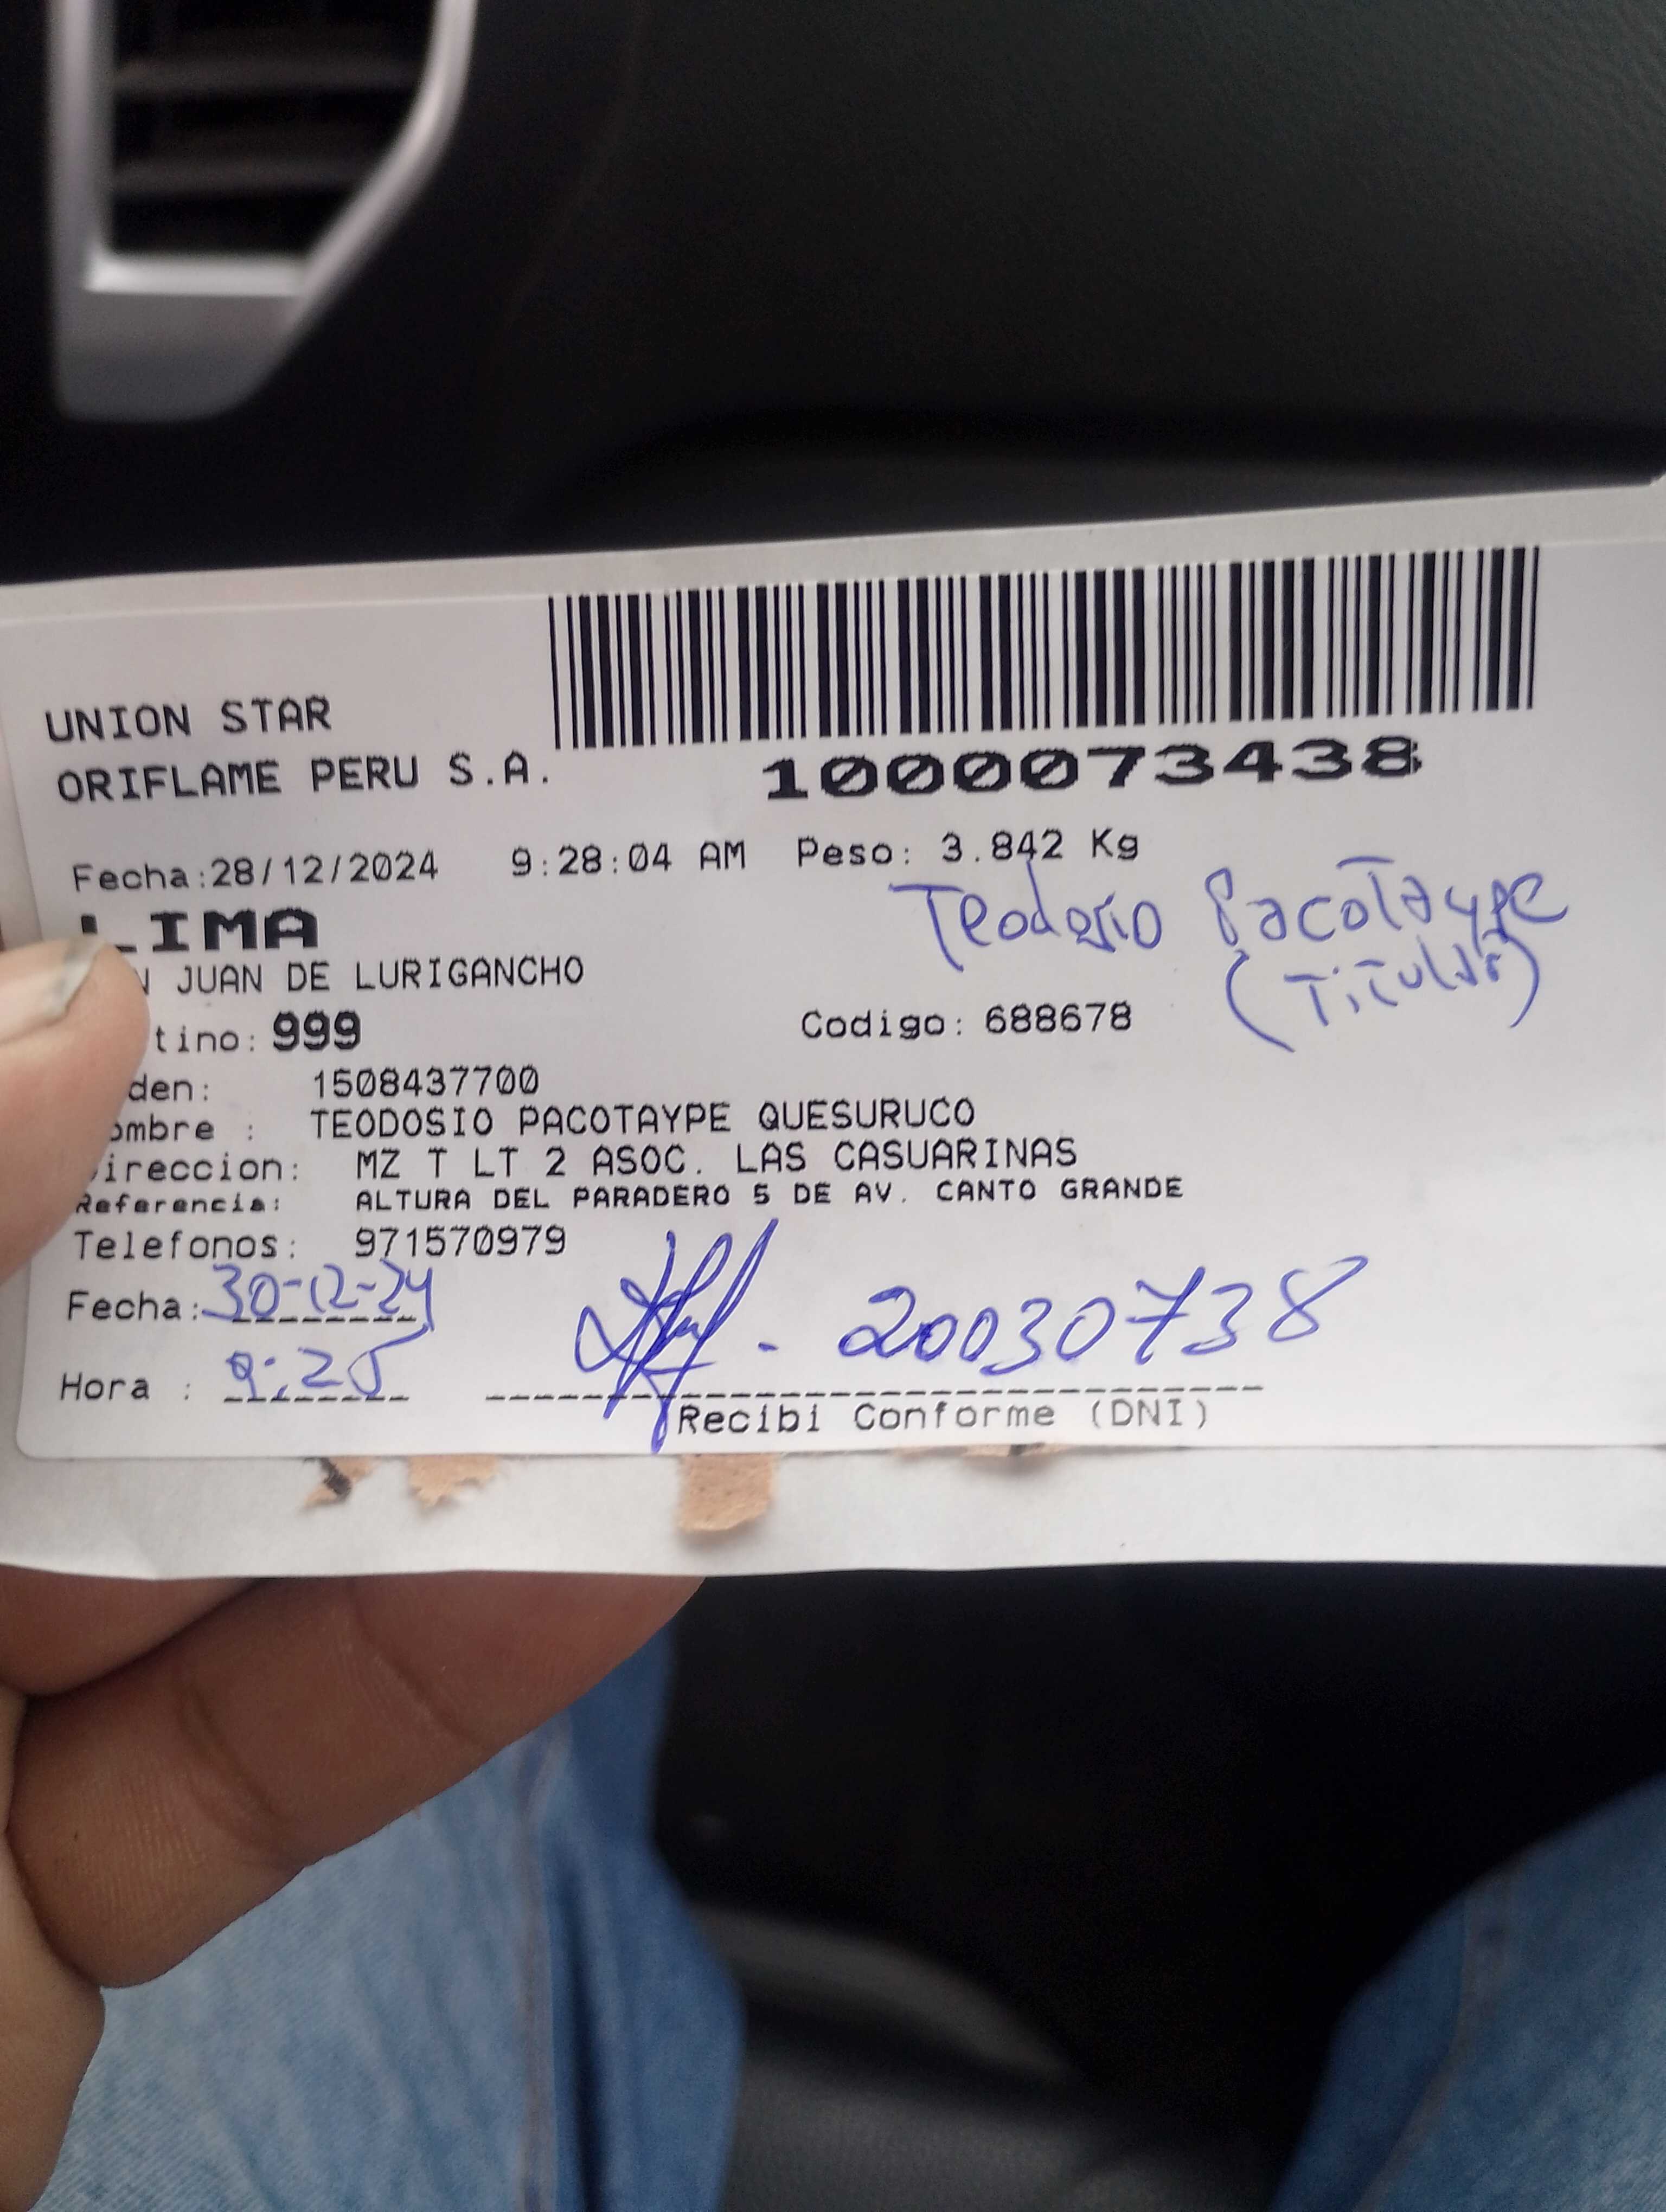 UNION STAR
ORIFLAME PERU S.A.
1000073438
Fecha:28/12/2024 9:28:04 AM Peso: 3.842 Kg
LIMA
Teodosio Pacotaype
(Titular)
N JUAN DE LURIGANCHO
tino: 999 Codigo: 688678
den: 1508437700
ombre : TEODOSIO PACOTAYPE QUESURUCO
ireccion: MZ T LT 2 ASOC. LAS CASUARINAS
Referencia: ALTURA DEL PARADERO 5 DE AV. CANTO GRANDE
Telefonos: 971570979
Fecha: 30-12-24
- 20030738
Hora : 9:25
Recibi Conforme (DNI)